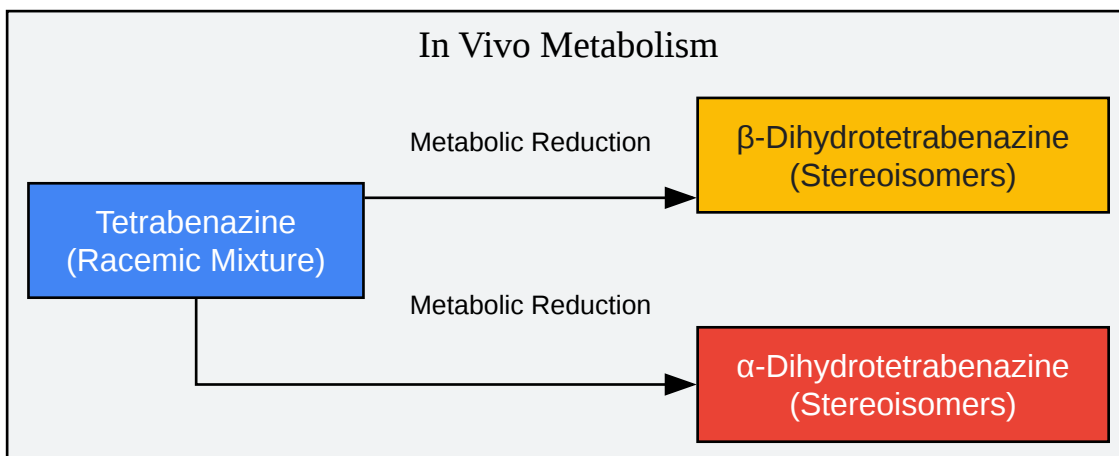 In Vivo Metabolism
Metabolic Reduction
β-Dihydrotetrabenazine
(Stereoisomers)
Tetrabenazine
(Racemic Mixture)
Metabolic Reduction
α-Dihydrotetrabenazine
(Stereoisomers)